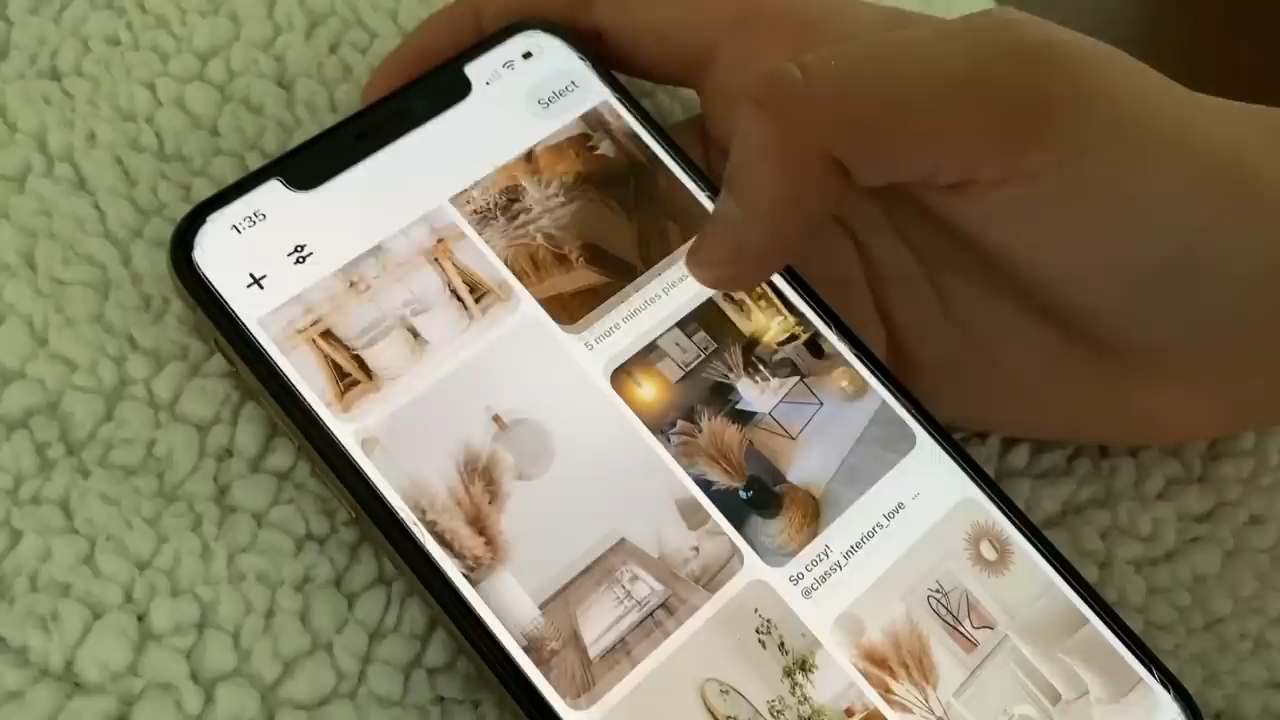 1:35
Select
5 more minutes pleas
So cozy!
@classy_interiors_love ...